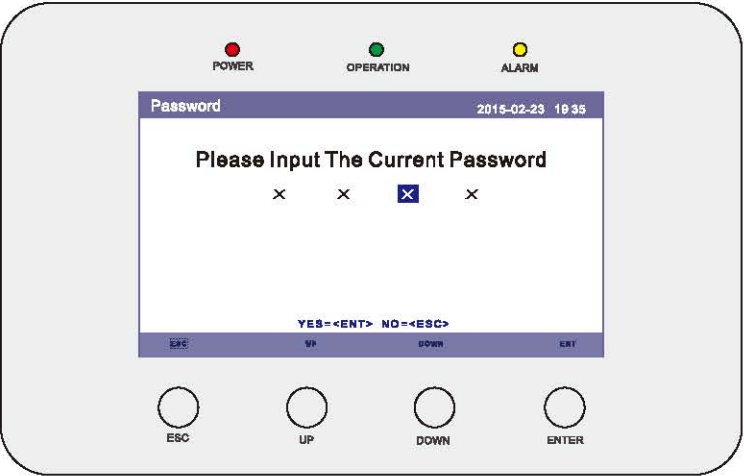 POWER OPERATION ALARM
Password 2015-02-23 19 35
Please Input The Current Password
× × × ×
YES=<ENT> NO=<ESC>
ESC UP DOWN ENT
ESC UP DOWN ENTER